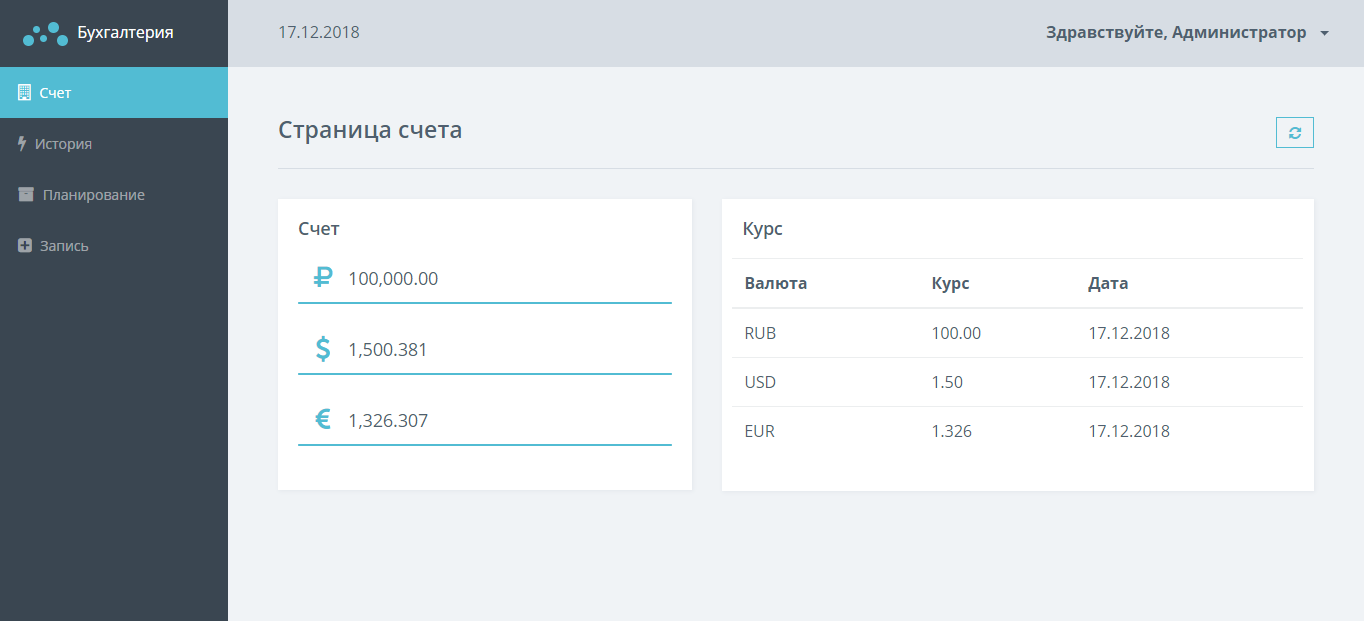 Бухгалтерия
17.12.2018
Здравствуйте, Администратор
Счет
История
Планирование
Запись
Страница счета
Счет
₽ 100,000.00
$ 1,500.381
€ 1,326.307
Курс
Валюта Курс Дата
RUB 100.00 17.12.2018
USD 1.50 17.12.2018
EUR 1.326 17.12.2018